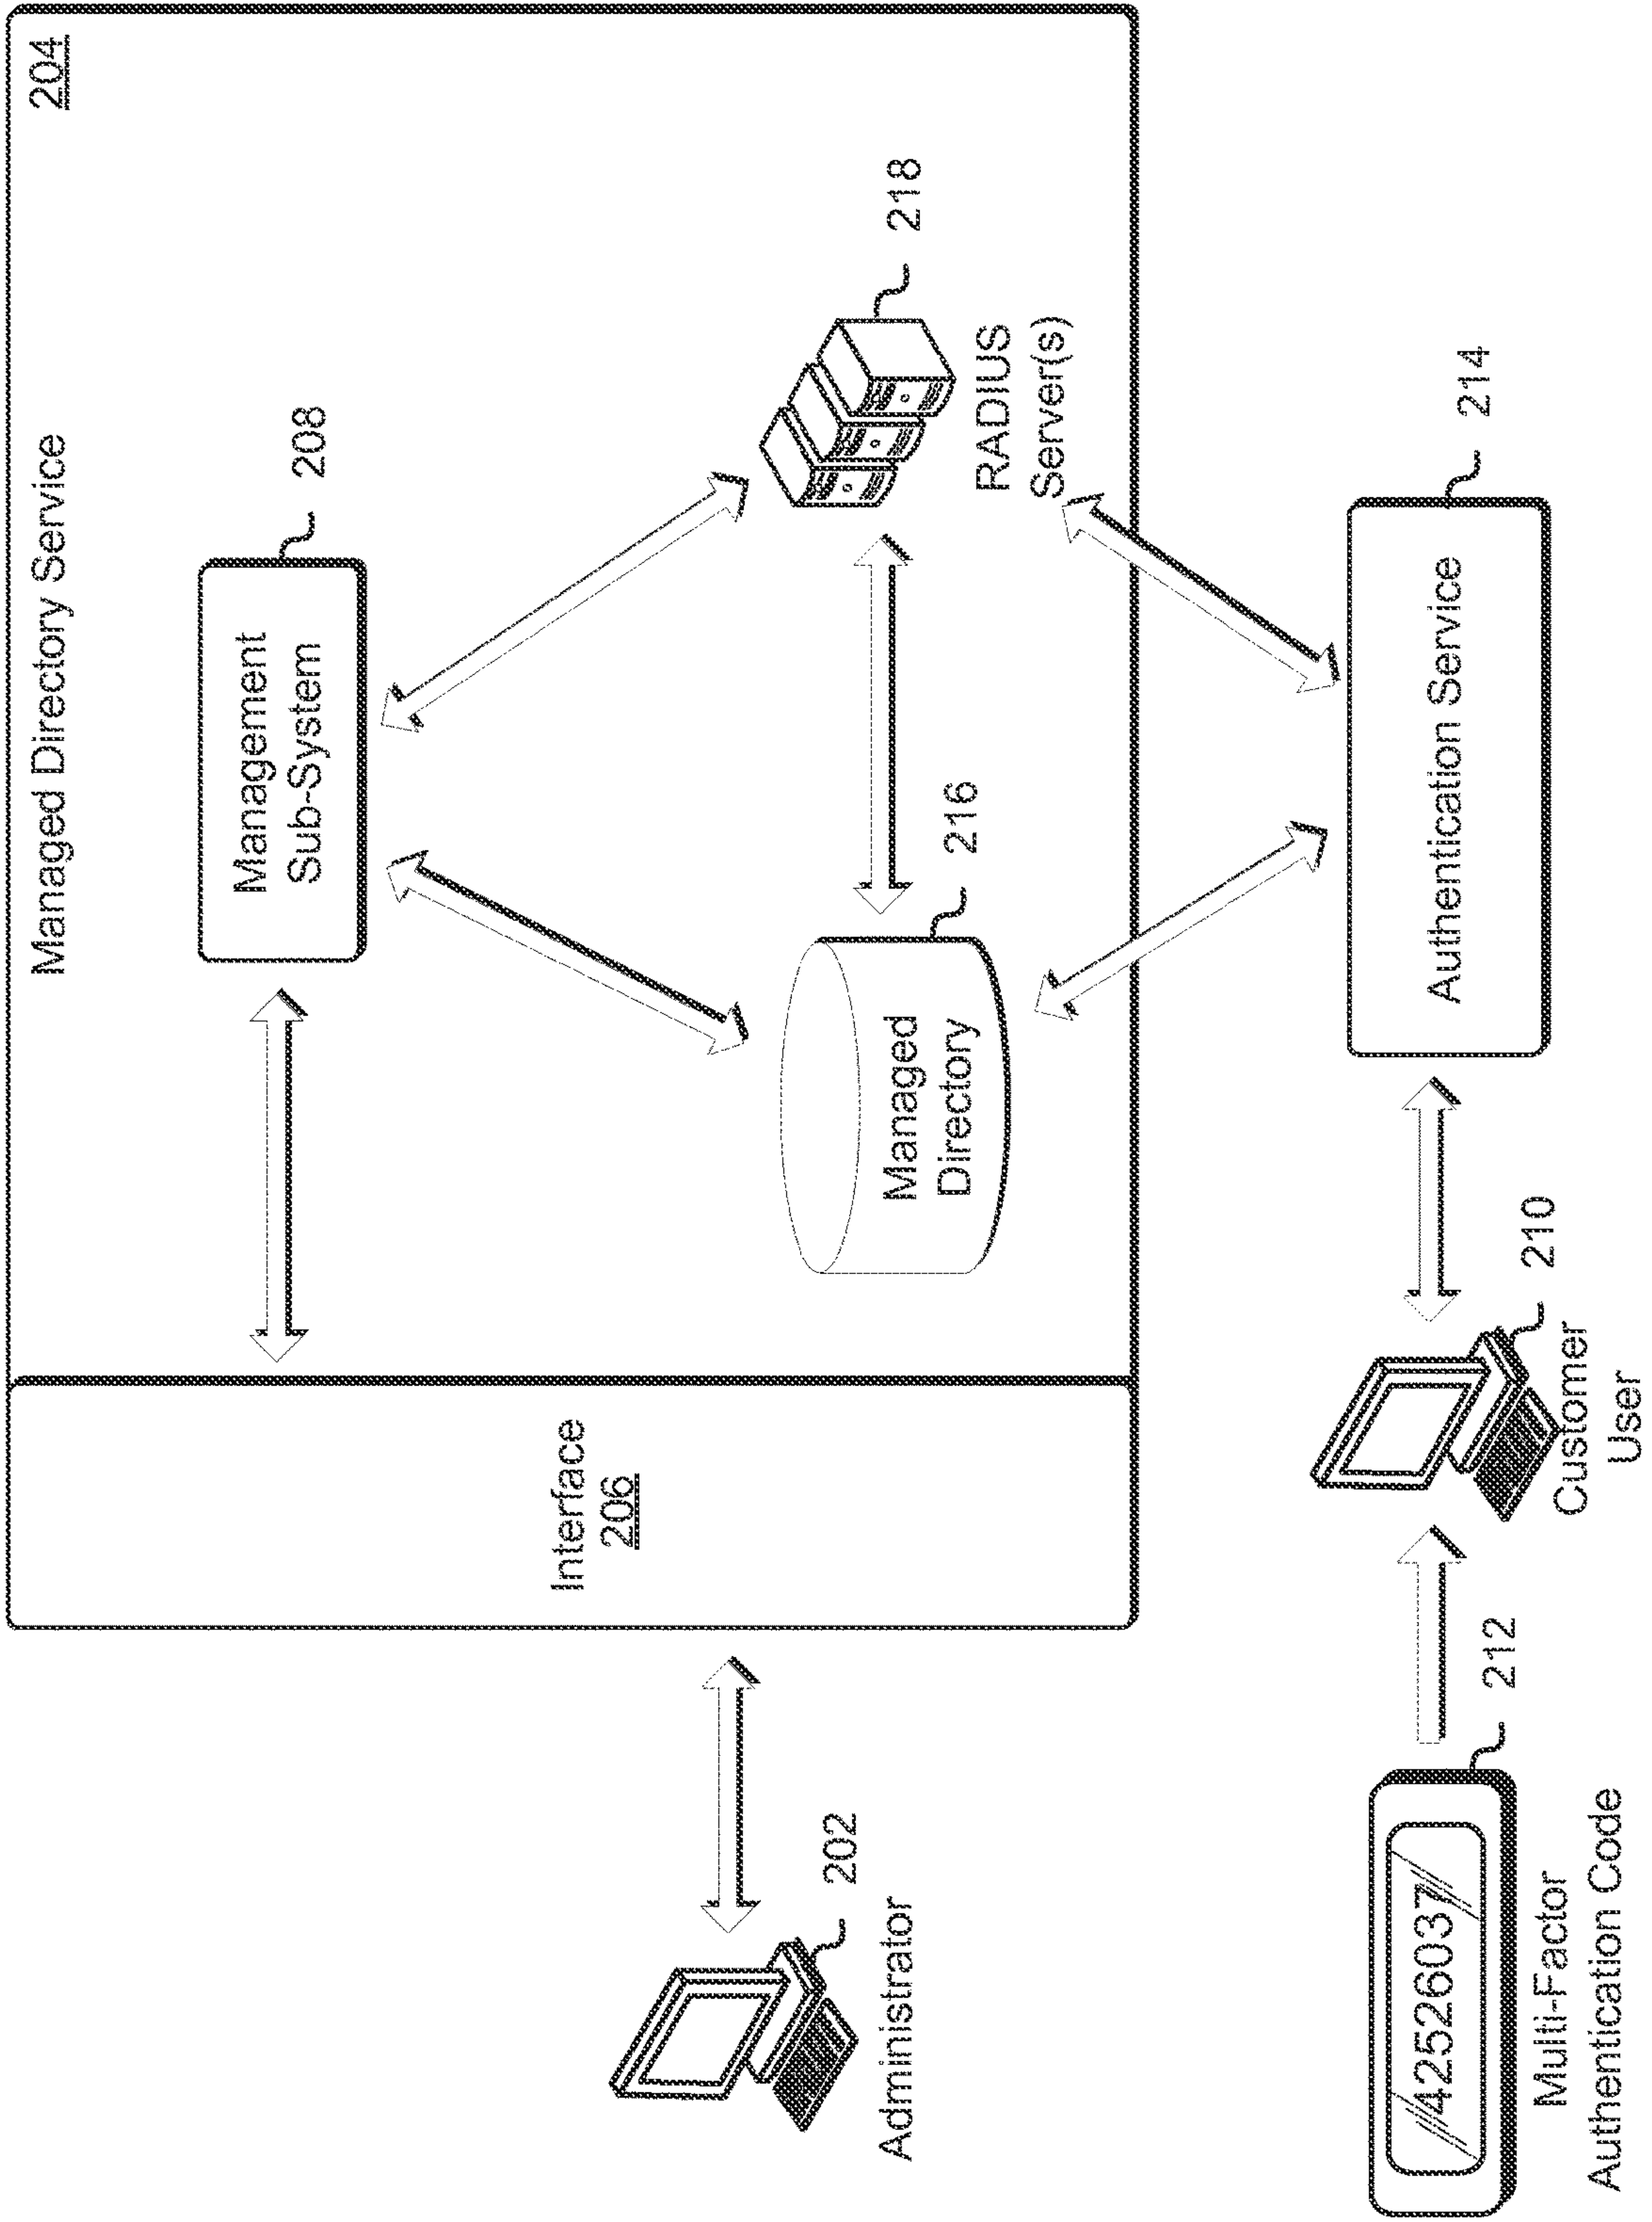 Managed Directory Service
204
Management
Sub-System
208
Interface
206
Administrator
202
Managed
Directory
216
218
RADIUS
Server(s)
Multi-Factor
Authentication Code
42526037
212
Customer
User
210
Authentication Service
214